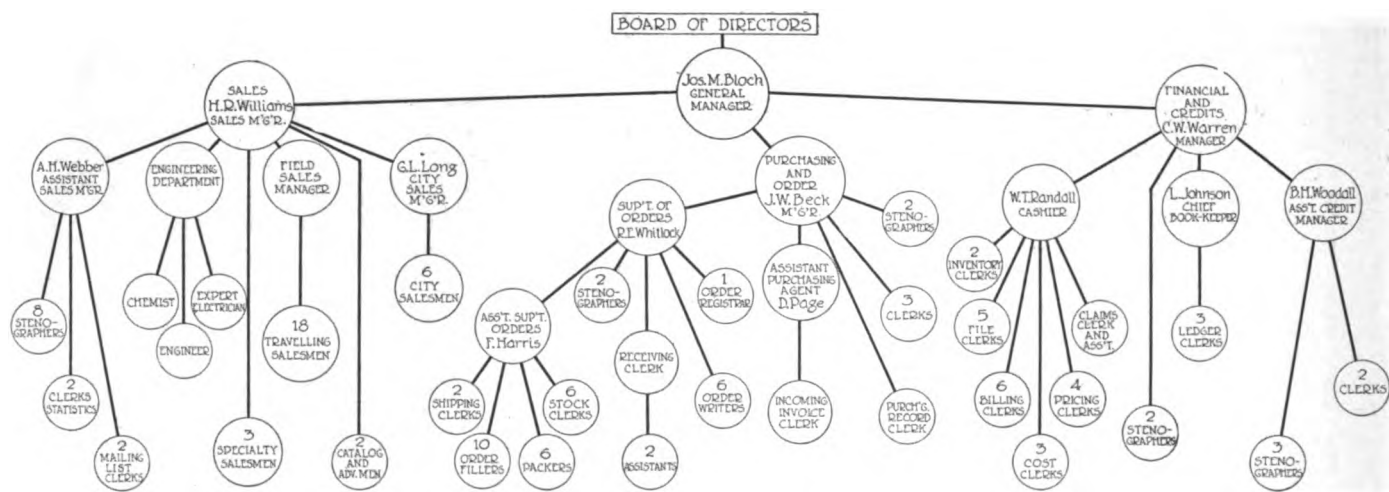 BOARD OF DIRECTORS
Jos. M. Bloch
GENERAL
MANAGER
SALES
H.R. Williams
SALES M'G'R.
FINANCIAL
AND
CREDITS
C.W. Warren
MANAGER
A.H. Webber
ASSISTANT
SALES M'G'R
ENGINEERING
DEPARTMENT
FIELD
SALES
MANAGER
G.L. Long
CITY
SALES
M'G'R.
PURCHASING
AND
ORDER
J.W. Beck
M'G'R.
SUP'T. OF
ORDERS
R.E. Whitlock
2
STENO-
GRAPHERS
W.T. Randall
CASHIER
L. Johnson
CHIEF
BOOK-KEEPER
B.H. Woodall
ASS'T. CREDIT
MANAGER
8
STENO-
GRAPHERS
2
CLERKS
STATISTICS
2
MAILING
LIST
CLERKS
CHEMIST
ENGINEER
EXPERT
ELECTRICIAN
3
SPECIALTY
SALESMEN
18
TRAVELLING
SALESMEN
2
CATALOG
AND
ADV. MEN
6
CITY
SALESMEN
ASS'T. SUP'T.
ORDERS
F. Harris
2
STENO-
GRAPHERS
RECEIVING
CLERK
1
ORDER
REGISTRAR
6
ORDER
WRITERS
2
SHIPPING
CLERKS
10
ORDER
FILLERS
6
PACKERS
6
STOCK
CLERKS
2
ASSISTANTS
ASSISTANT
PURCHASING
AGENT
D. Page
INCOMING
INVOICE
CLERK
3
CLERKS
PURCH'G.
RECORD
CLERK
2
INVENTORY
CLERKS
5
FILE
CLERKS
6
BILLING
CLERKS
3
COST
CLERKS
4
PRICING
CLERKS
CLAIMS
CLERK
AND
ASS'T.
2
STENO-
GRAPHERS
3
LEDGER
CLERKS
3
STENO-
GRAPHERS
2
CLERKS